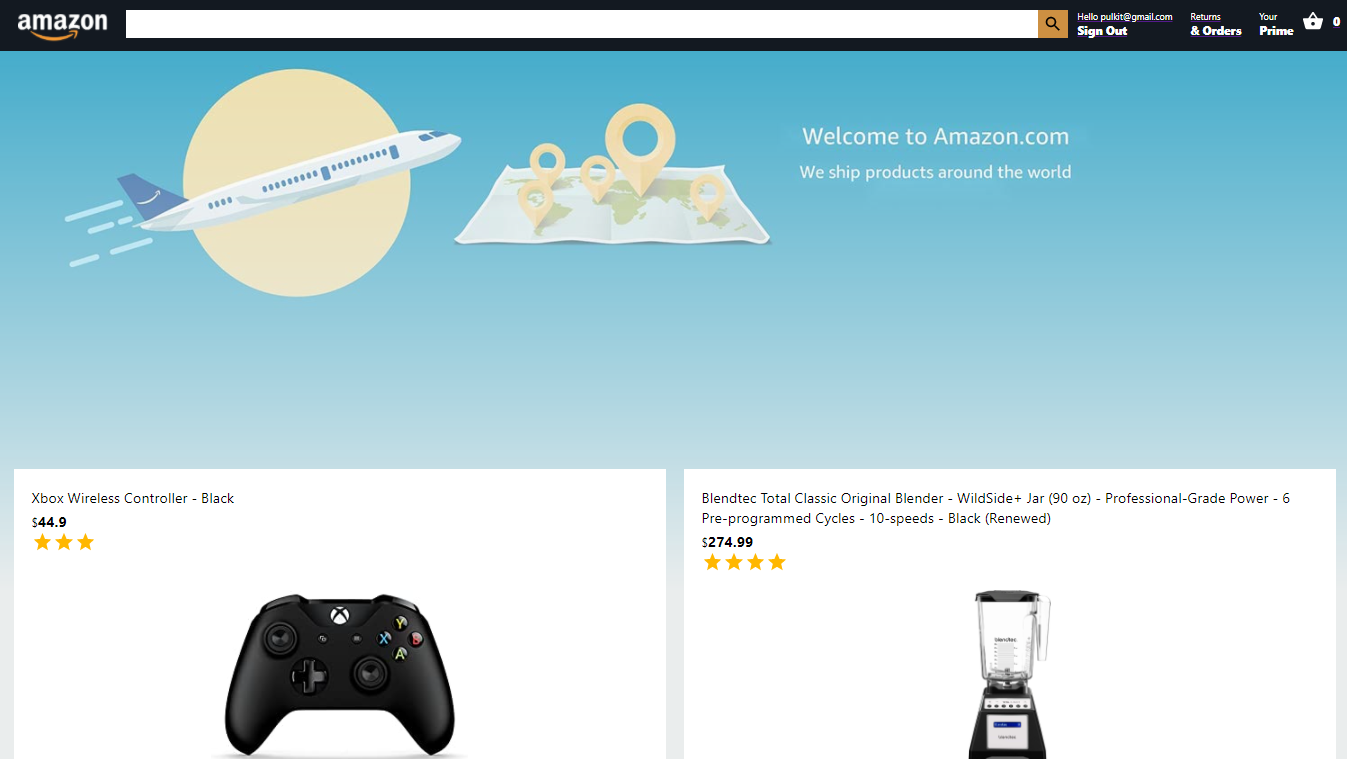 amazon
Hello pulkit@gmail.com
Sign Out
Returns
& Orders
Your
Prime
0
Welcome to Amazon.com
We ship products around the world
Xbox Wireless Controller - Black
$44.9
Blendtec Total Classic Original Blender - WildSide+ Jar (90 oz) - Professional-Grade Power - 6
Pre-programmed Cycles - 10-speeds - Black (Renewed)
$274.99
Y
X
B
A
blendtec